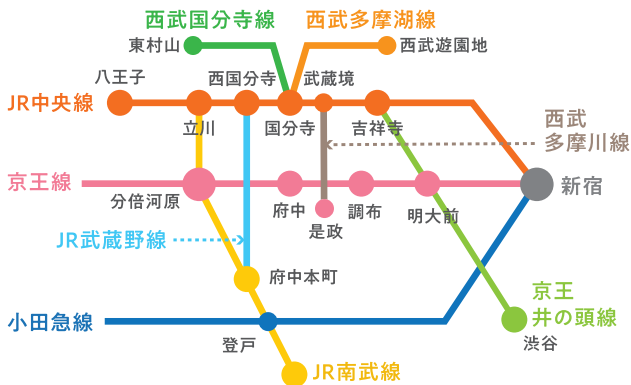 西武国分寺線
西武多摩湖線
東村山
西武遊園地
八王子
西国分寺
武蔵境
JR中央線
立川
国分寺
吉祥寺
西武
多摩川線
京王線
新宿
分倍河原
府中
調布
明大前
是政
JR武蔵野線
府中本町
京王
井の頭線
小田急線
登戸
渋谷
JR南武線